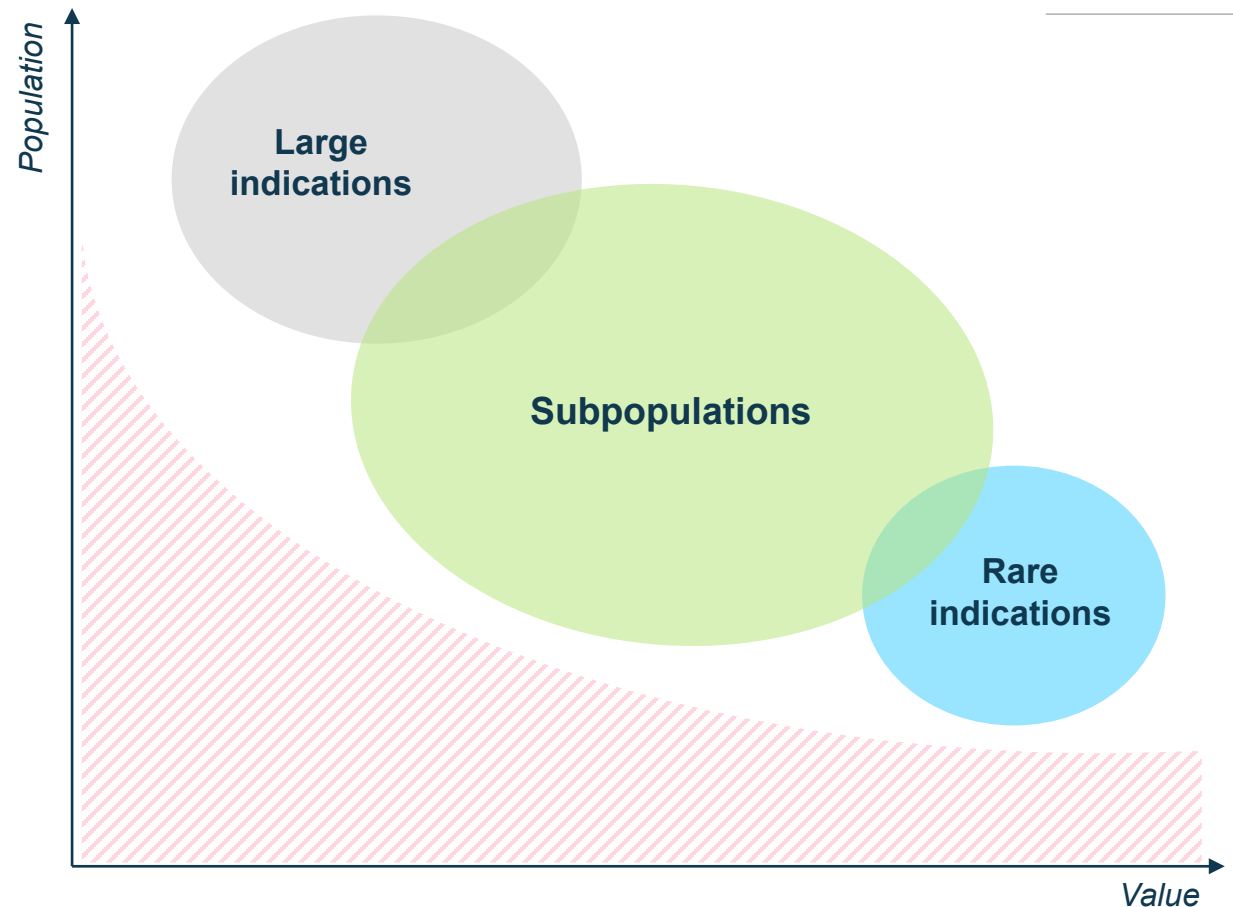 Population
Large
indications
Subpopulations
Rare
indications
Value